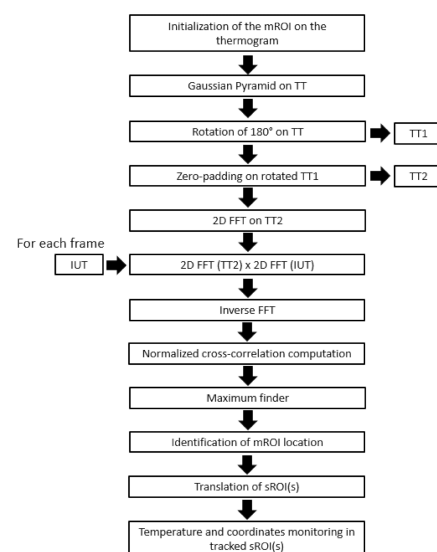 Initialization of the mROI on the
thermogram
Gaussian Pyramid on TT
Rotation of 180° on TT
TT1
Zero-padding on rotated TT1
TT2
2D FFT on TT2
For each frame
IUT
2D FFT (TT2) x 2D FFT (IUT)
Inverse FFT
Normalized cross-correlation computation
Maximum finder
Identification of mROI location
Translation of sROI(s)
Temperature and coordinates monitoring in
tracked sROI(s)